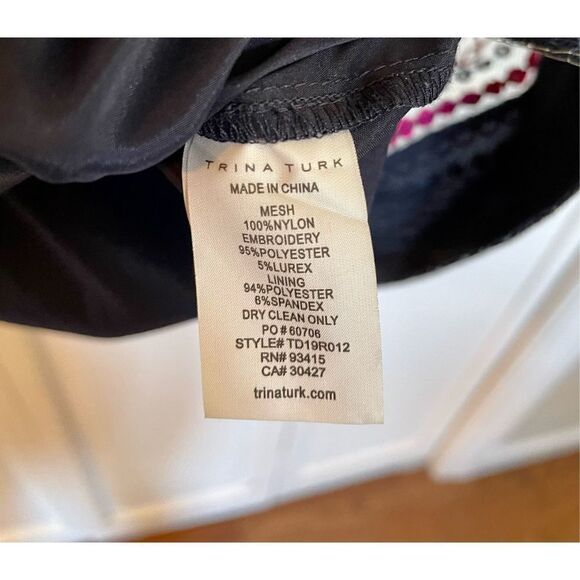 TRINA TURK
MADE IN CHINA
MESH
100%NYLON
EMBROIDERY
95%POLYESTER
5%LUREX
LINING
94%POLYESTER
6%SPANDEX
DRY CLEAN ONLY
PO # 60706
STYLE# TD19R012
RN# 93415
CA# 30427
trinaturk.com